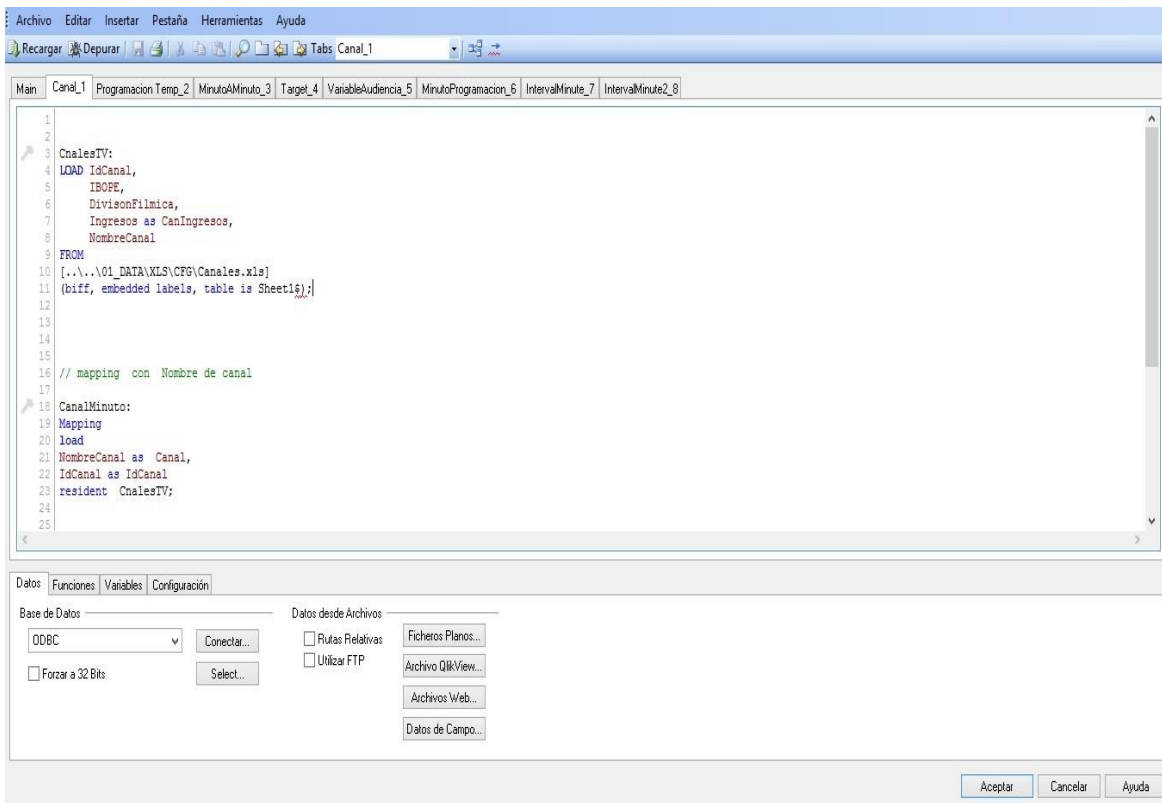 Archivo Editar Insertar Pestaña Herramientas Ayuda
Recargar Depurar Tabs Canal_1
Main Canal_1 Programacion Temp_2 MinutoAMinuto_3 Target_4 VariableAudiencia_5 MinutoProgramacion_6 IntervalMinute_7 IntervalMinute2_8
1
2
3 CnalesTV:
4 LOAD IdCanal,
5 IBOPE,
6 DivisonFilmica,
7 Ingresos as CanIngresos,
8 NombreCanal
9 FROM
10 [..\..\01_DATA\XLS\CFG\Canales.xls]
11 (biff, embedded labels, table is Sheet1$);
12
13
14
15
16 // mapping con Nombre de canal
17
18 CanalMinuto:
19 Mapping
20 load
21 NombreCanal as Canal,
22 IdCanal as IdCanal
23 resident CnalesTV;
24
25
Datos Funciones Variables Configuración
Base de Datos Datos desde Archivos
ODBC Conectar... Rutas Relativas Ficheros Planos...
Forzar a 32 Bits Select... Utilizar FTP Archivo QlikView...
Archivos Web...
Datos de Campo...
Aceptar Cancelar Ayuda